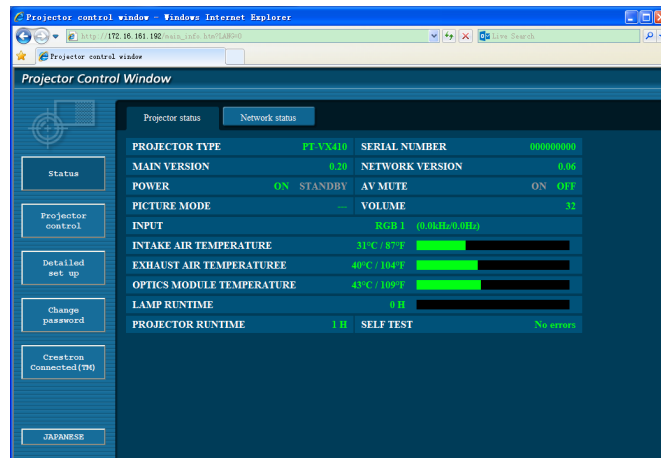 Projector control window - Windows Internet Explorer
http://172.16.161.192/main_info.htm?LANG=0
Live Search
Projector control window
Projector Control Window
Projector status Network status
Status
Projector control
Detailed set up
Change password
Crestron Connected(TM)
JAPANESE
PROJECTOR TYPE PT-VX410 SERIAL NUMBER 000000000
MAIN VERSION 0.20 NETWORK VERSION 0.06
POWER ON STANDBY AV MUTE ON OFF
PICTURE MODE --- VOLUME 32
INPUT RGB 1 (0.0kHz/0.0Hz)
INTAKE AIR TEMPERATURE 31°C / 87°F
EXHAUST AIR TEMPERATUREE 40°C / 104°F
OPTICS MODULE TEMPERATURE 43°C / 109°F
LAMP RUNTIME 0 H
PROJECTOR RUNTIME 1 H SELF TEST No errors